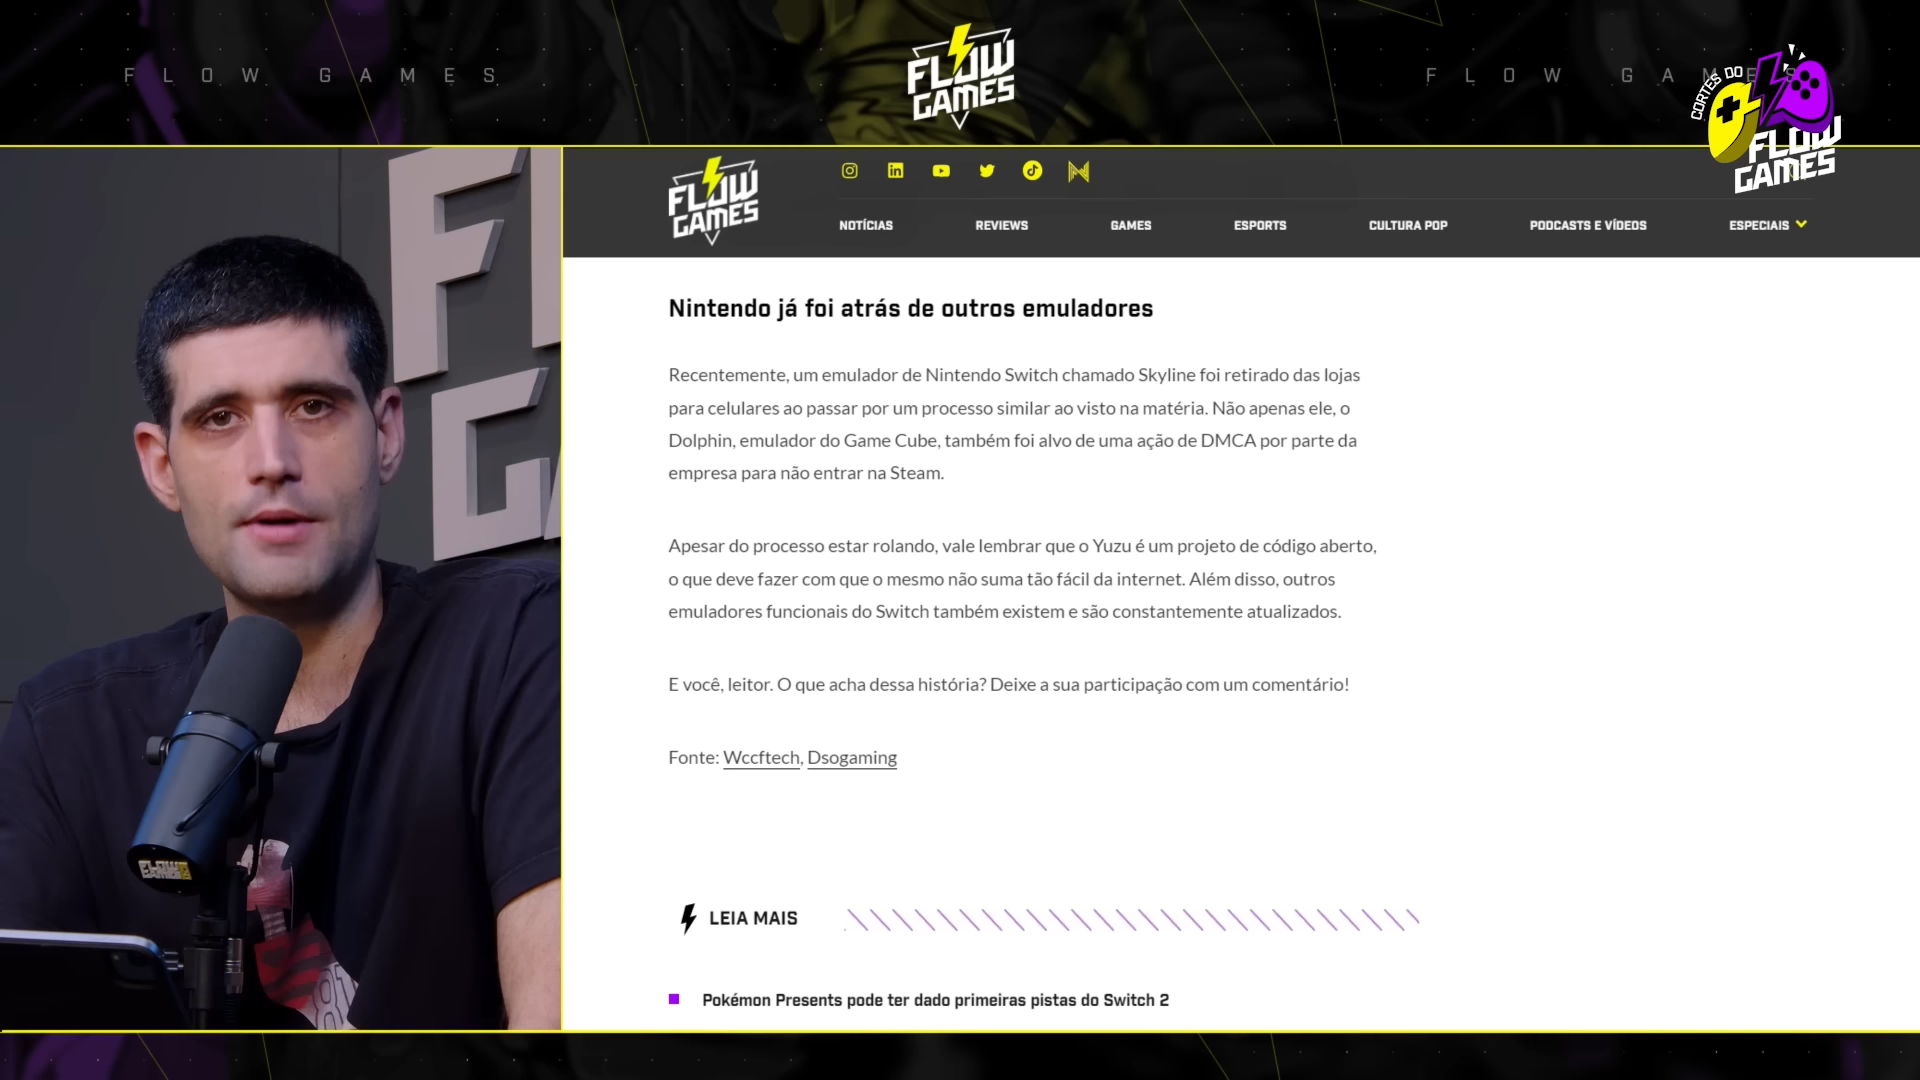 FLOW GAMES
FLOW GAMES
FLOW GA
CORTES DO
FLOW GAMES
FLOW GAMES
NOTÍCIAS REVIEWS GAMES ESPORTS CULTURA POP PODCASTS E VÍDEOS ESPECIAIS
Nintendo já foi atrás de outros emuladores
Recentemente, um emulador de Nintendo Switch chamado Skyline foi retirado das lojas
para celulares ao passar por um processo similar ao visto na matéria. Não apenas ele, o
Dolphin, emulador do Game Cube, também foi alvo de uma ação de DMCA por parte da
empresa para não entrar na Steam.
Apesar do processo estar rolando, vale lembrar que o Yuzu é um projeto de código aberto,
o que deve fazer com que o mesmo não suma tão fácil da internet. Além disso, outros
emuladores funcionais do Switch também existem e são constantemente atualizados.
E você, leitor. O que acha dessa história? Deixe a sua participação com um comentário!
Fonte: Wccftech, Dsogaming
FLOW
GAMES
LEIA MAIS
Pokémon Presents pode ter dado primeiras pistas do Switch 2